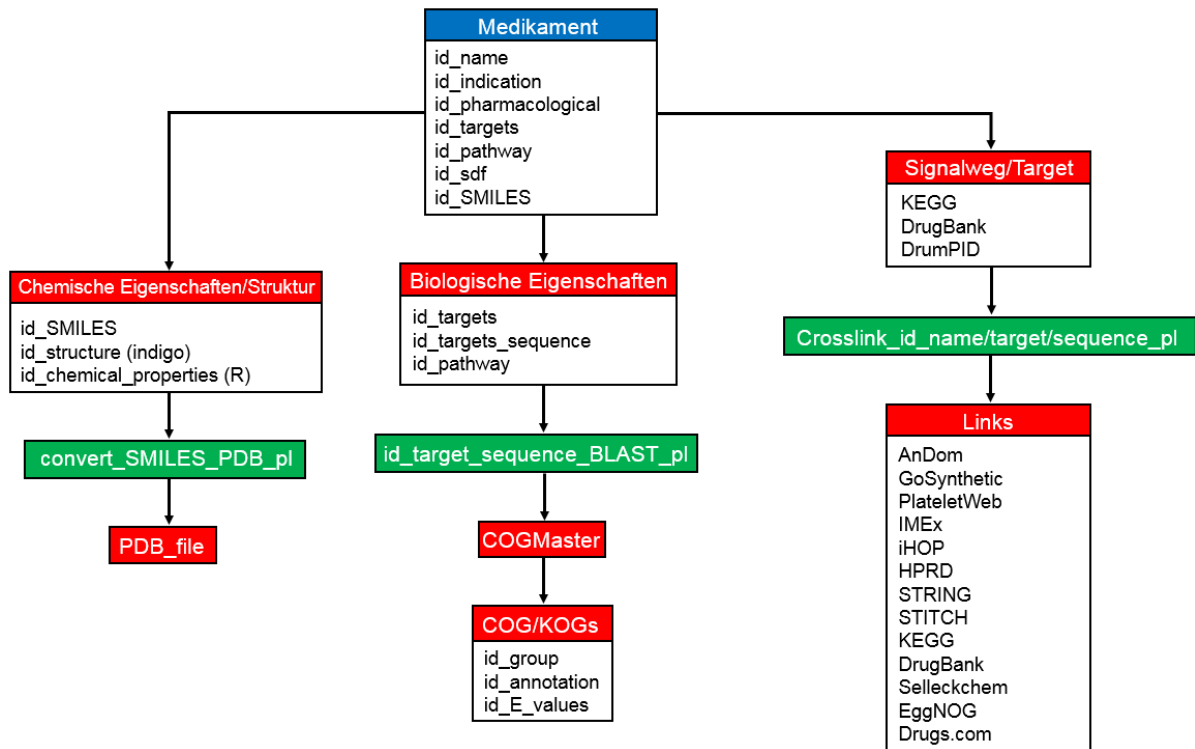 Medikament
id_name
id_indication
id_pharmacological
id_targets
id_pathway
id_sdf
id_SMILES
Chemische Eigenschaften/Struktur
id_SMILES
id_structure (indigo)
id_chemical_properties (R)
convert_SMILES_PDB_pl
PDB_file
Biologische Eigenschaften
id_targets
id_targets_sequence
id_pathway
id_target_sequence_BLAST_pl
COGMaster
COG/KOGs
id_group
id_annotation
id_E_values
Signalweg/Target
KEGG
DrugBank
DrumPID
Crosslink_id_name/target/sequence_pl
Links
AnDom
GoSynthetic
PlateletWeb
IMEx
iHOP
HPRD
STRING
STITCH
KEGG
DrugBank
Selleckchem
EggNOG
Drugs.com